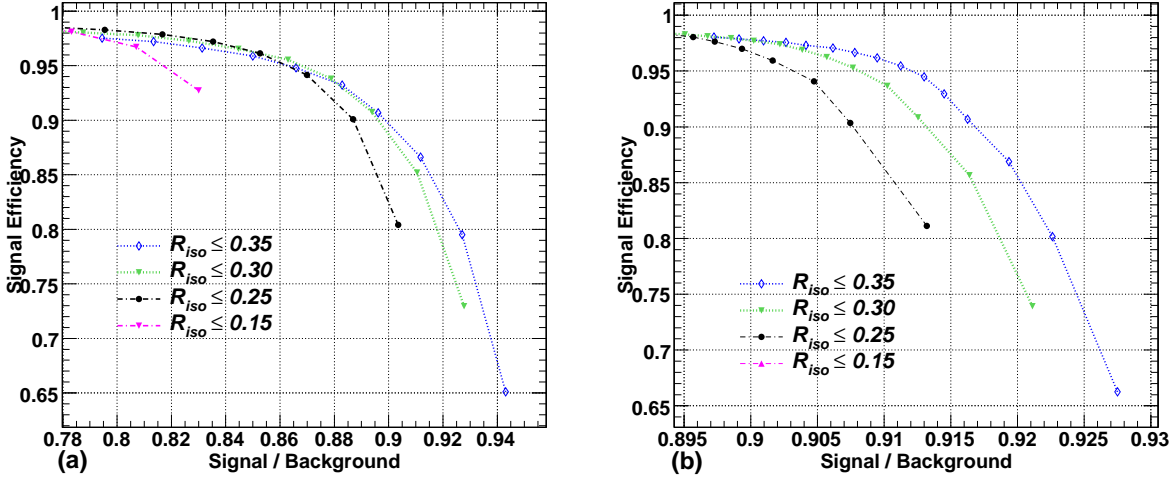 1
0.95
0.9
0.85
0.8
0.75
0.7
0.65
Signal Efficiency
R_iso ≤ 0.35
R_iso ≤ 0.30
R_iso ≤ 0.25
R_iso ≤ 0.15
0.78 0.8 0.82 0.84 0.86 0.88 0.9 0.92 0.94
(a) Signal / Background
1
0.95
0.9
0.85
0.8
0.75
0.7
0.65
Signal Efficiency
R_iso ≤ 0.35
R_iso ≤ 0.30
R_iso ≤ 0.25
R_iso ≤ 0.15
0.895 0.9 0.905 0.91 0.915 0.92 0.925 0.93
(b) Signal / Background